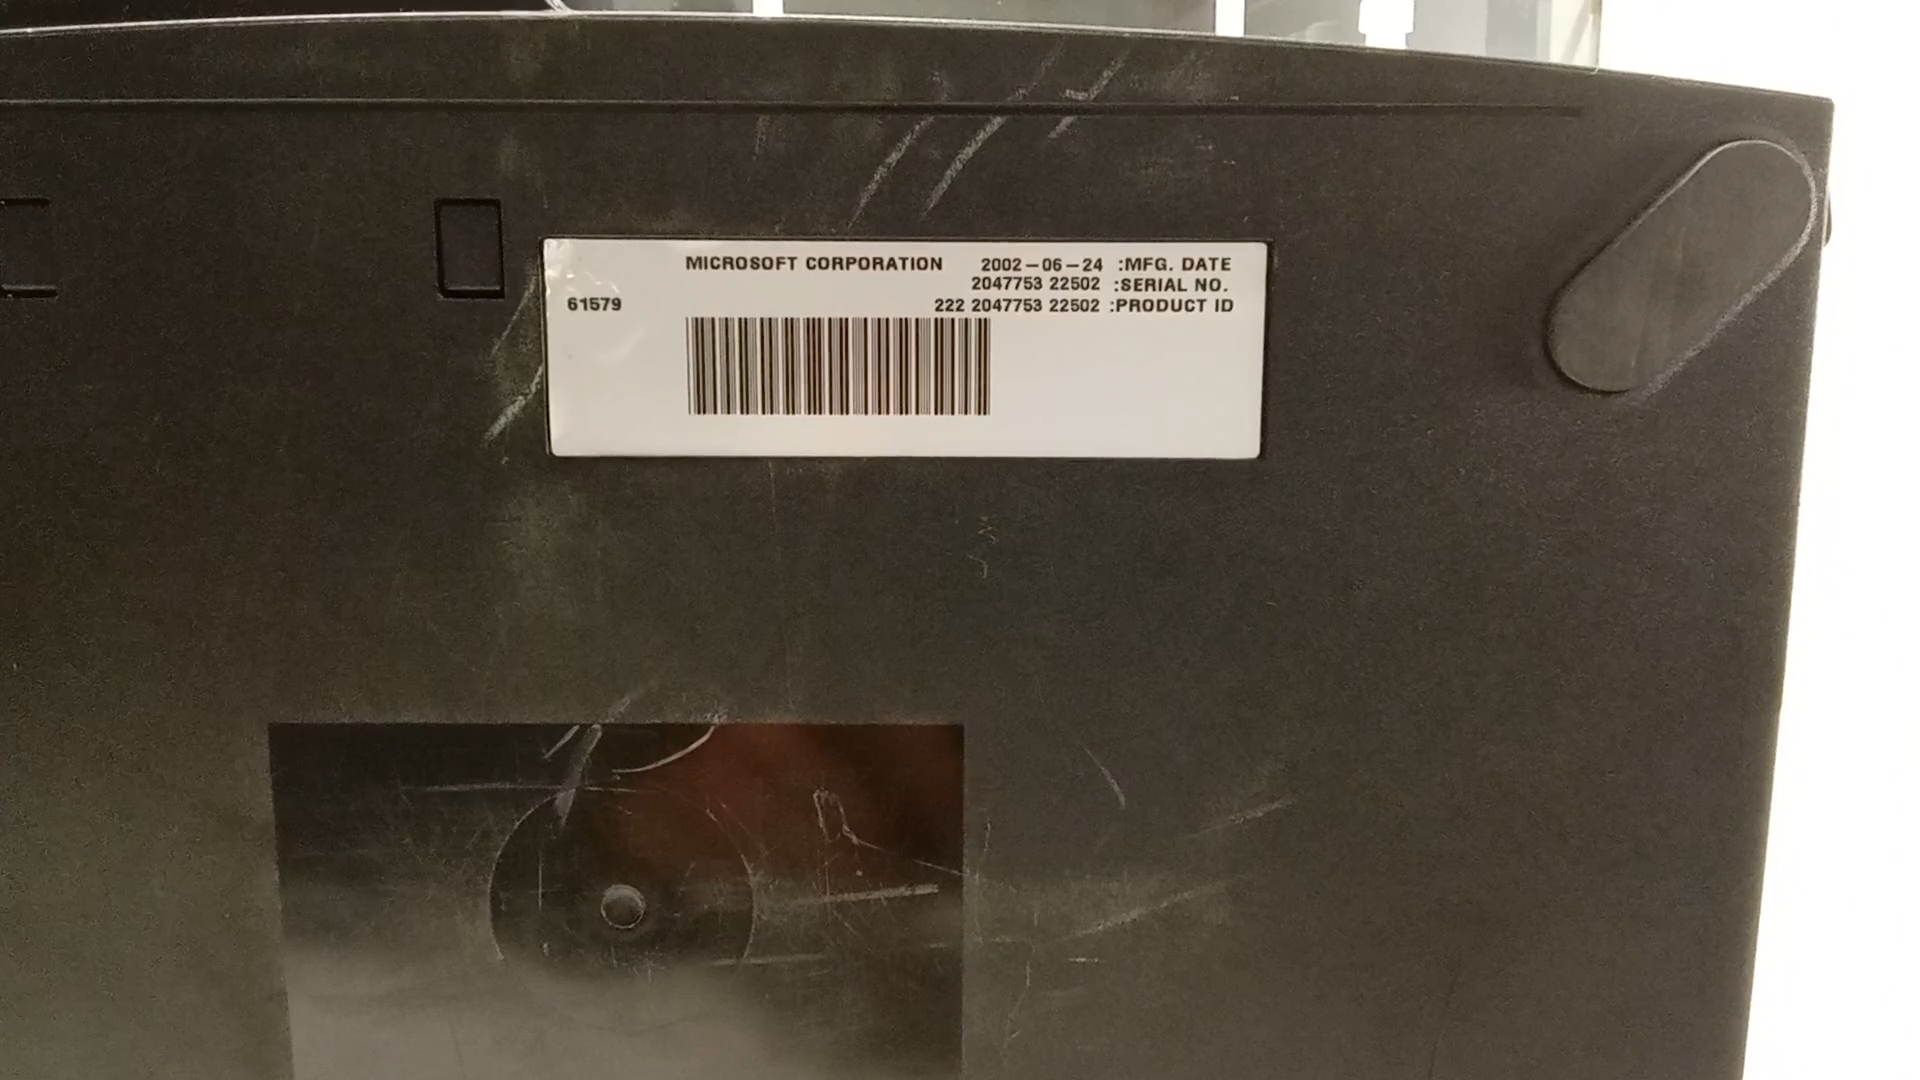 MICROSOFT CORPORATION 2002-06-24 :MFG. DATE
2047753 22502 :SERIAL NO.
61579 222 2047753 22502 :PRODUCT ID